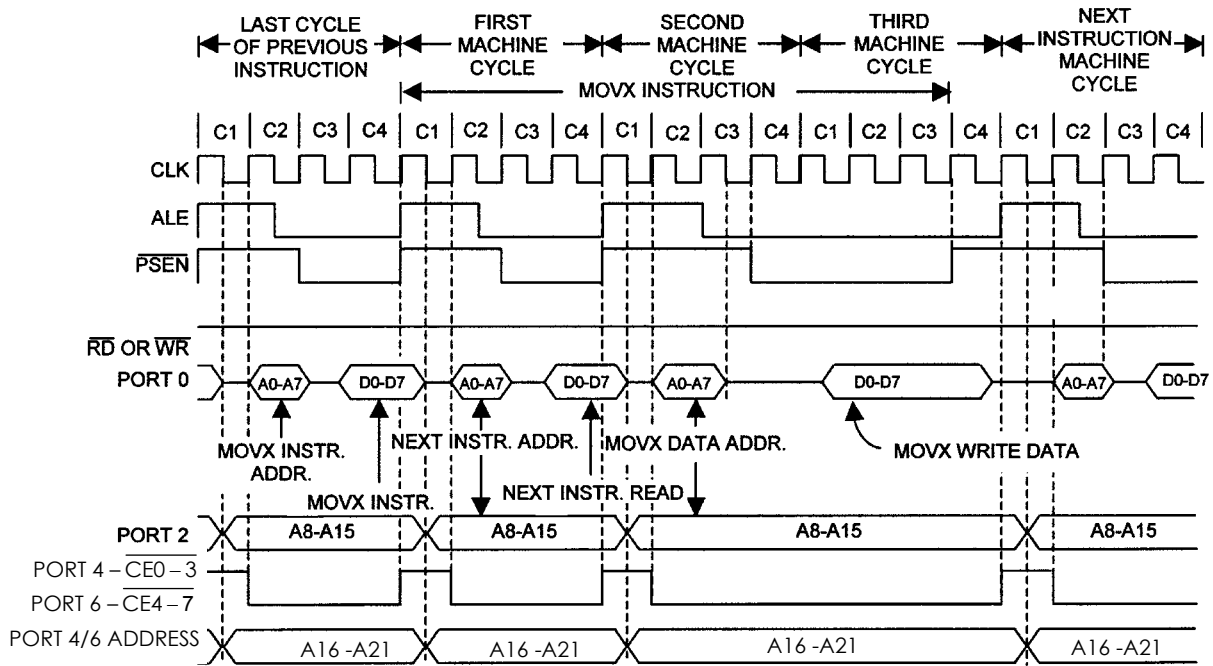 LAST CYCLE
OF PREVIOUS
INSTRUCTION
FIRST
MACHINE
CYCLE
SECOND
MACHINE
CYCLE
THIRD
MACHINE
CYCLE
NEXT
INSTRUCTION
MACHINE
CYCLE
MOVX INSTRUCTION
C1 C2 C3 C4 C1 C2 C3 C4 C1 C2 C3 C4 C1 C2 C3 C4 C1 C2 C3 C4
CLK
ALE
PSEN
RD OR WR
PORT 0
A0-A7 D0-D7 A0-A7 D0-D7 A0-A7 D0-D7 A0-A7 D0-D7
MOVX INSTR.
ADDR.
MOVX INSTR.
NEXT INSTR. ADDR.
NEXT INSTR. READ
MOVX DATA ADDR.
MOVX WRITE DATA
PORT 2 A8-A15 A8-A15 A8-A15 A8-A15
PORT 4 – CE0 – 3
PORT 6 – CE4 – 7
PORT 4/6 ADDRESS A16 -A21 A16 -A21 A16 -A21 A16 -A21